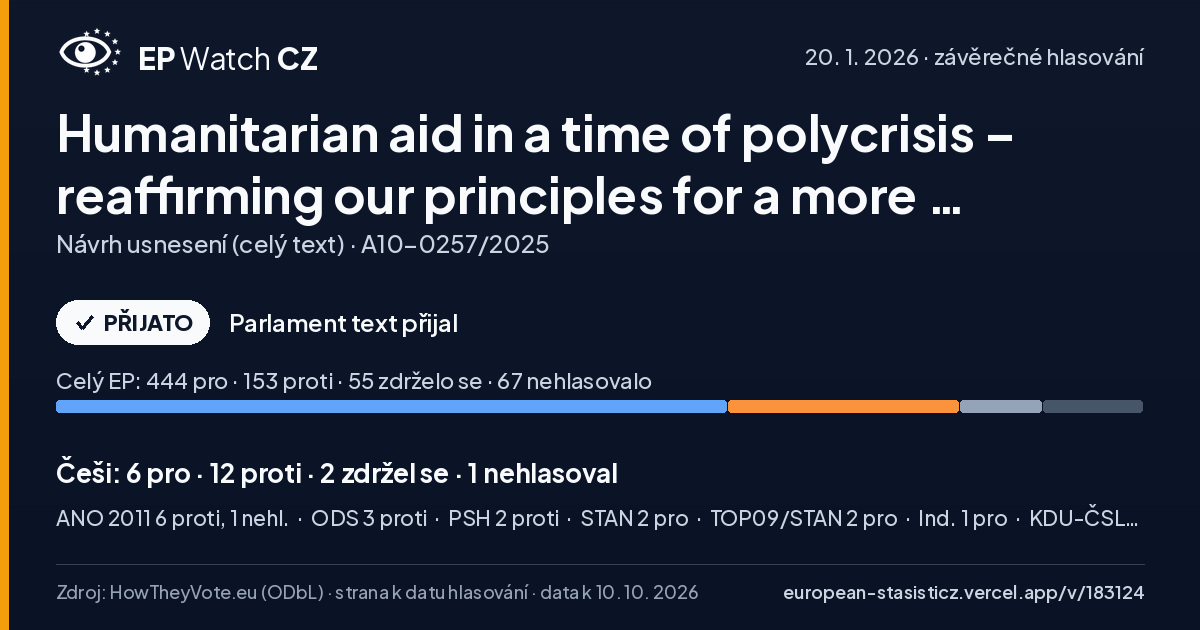 EP Watch CZ
20. 1. 2026 · závěrečné hlasování
Humanitarian aid in a time of polycrisis –
reaffirming our principles for a more …
Návrh usnesení (celý text) · A10–0257/2025
✓ PŘIJATO
Parlament text přijal
Celý EP: 444 pro · 153 proti · 55 zdrželo se · 67 nehlasovalo
Češi: 6 pro · 12 proti · 2 zdržel se · 1 nehlasoval
ANO 2011 6 proti, 1 nehl. · ODS 3 proti · PSH 2 proti · STAN 2 pro · TOP09/STAN 2 pro · Ind. 1 pro · KDU-ČSL…
Zdroj: HowTheyVote.eu (ODbL) · strana k datu hlasování · data k 10. 10. 2026
european-stasisticz.vercel.app/v/183124